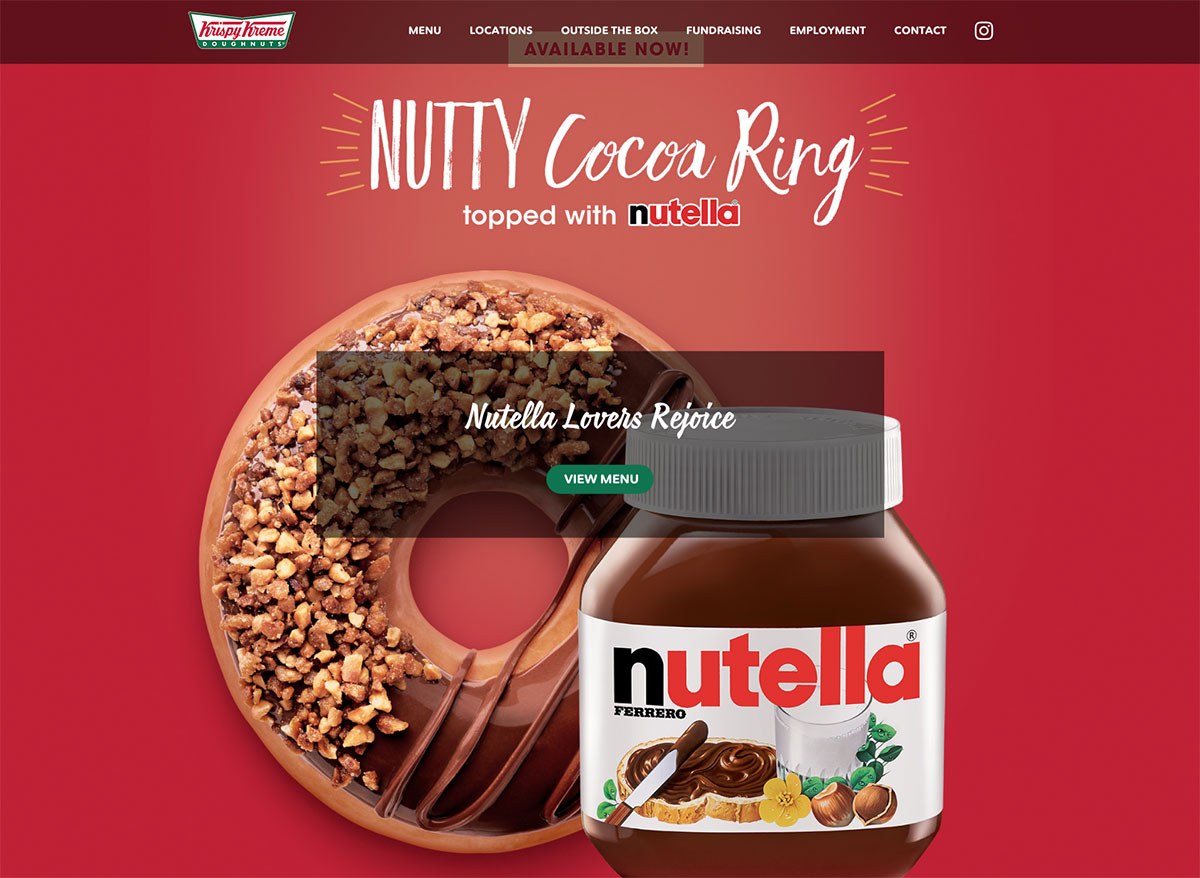 Krispy Kreme
DOUGHNUTS
MENU LOCATIONS OUTSIDE THE BOX FUNDRAISING EMPLOYMENT CONTACT
AVAILABLE NOW!
NUTTY Cocoa Ring
topped with nutella
Nutella Lovers Rejoice
VIEW MENU
nutella®
FERRERO